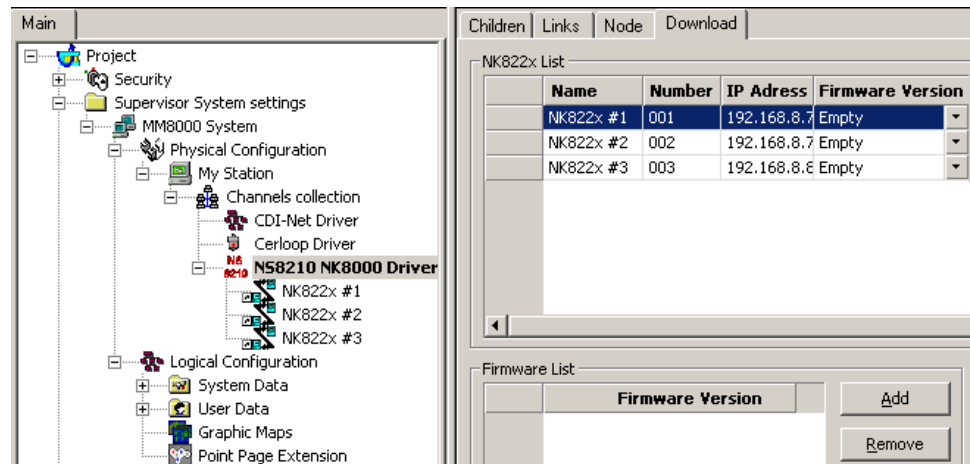 Main
Project
Security
Supervisor System settings
MM8000 System
Physical Configuration
My Station
Channels collection
CDI-Net Driver
Cerloop Driver
NS
8210
NS8210 NK8000 Driver
NK822x #1
NK822x #2
NK822x #3
Logical Configuration
System Data
User Data
Graphic Maps
Point Page Extension
Children Links Node Download
NK822x List
Name Number IP Adress Firmware Version
NK822x #1 001 192.168.8.7 Empty
NK822x #2 002 192.168.8.7 Empty
NK822x #3 003 192.168.8.8 Empty
Firmware List
Firmware Version
Add
Remove